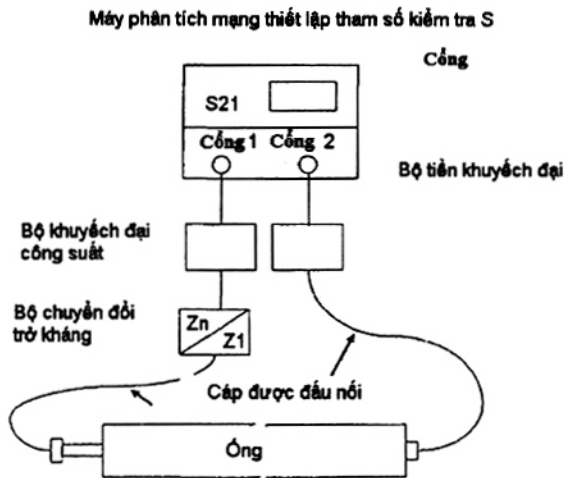 Máy phân tích mạng thiết lập tham số kiểm tra S
Cổng
S21
Cổng 1 Cổng 2
Bộ tiền khuyếch đại
Bộ khuyếch đại
công suất
Bộ chuyển đổi
trở kháng
Zn
Z1
Cáp được đấu nối
Ống